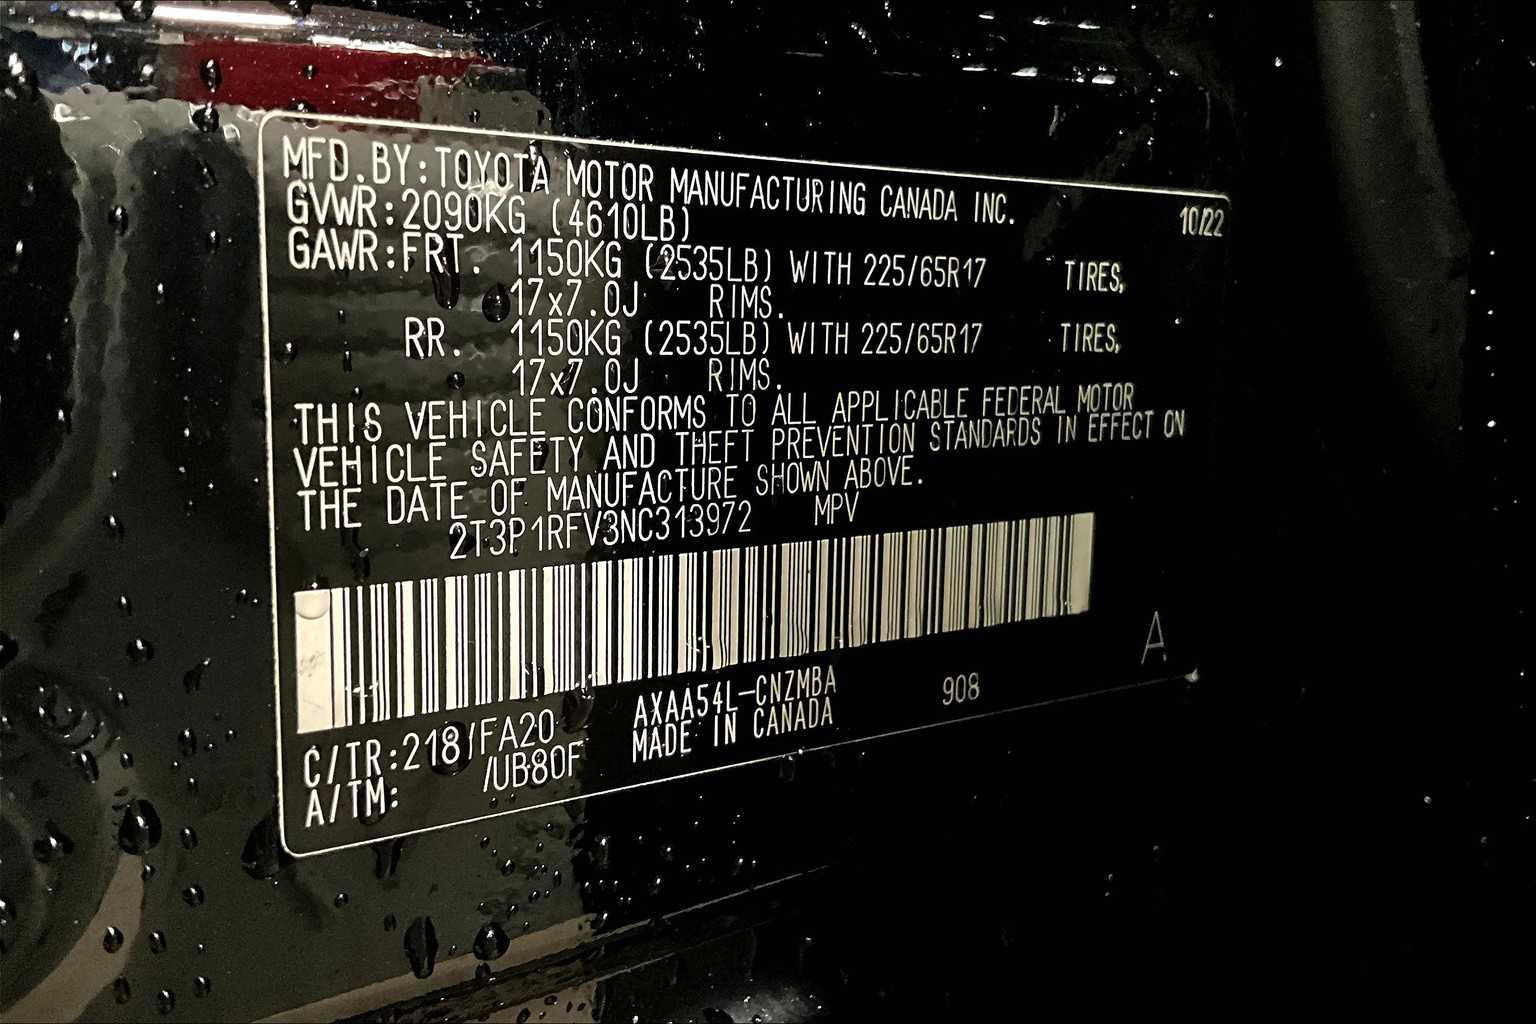 MFD.BY:TOYOTA MOTOR MANUFACTURING CANADA INC. 10/22
GVWR:2090KG (4610LB)
GAWR:FRT. 1150KG (2535LB) WITH 225/65R17 TIRES,
17x7.0J RIMS.
RR. 1150KG (2535LB) WITH 225/65R17 TIRES,
17x7.0J RIMS.
THIS VEHICLE CONFORMS TO ALL APPLICABLE FEDERAL MOTOR
VEHICLE SAFETY AND THEFT PREVENTION STANDARDS IN EFFECT ON
THE DATE OF MANUFACTURE SHOWN ABOVE.
2T3P1RFV3NC313972 MPV
A
C/TR:218/FA20 AXAA54L-CNZMBA 908
A/TM: /UB80F MADE IN CANADA